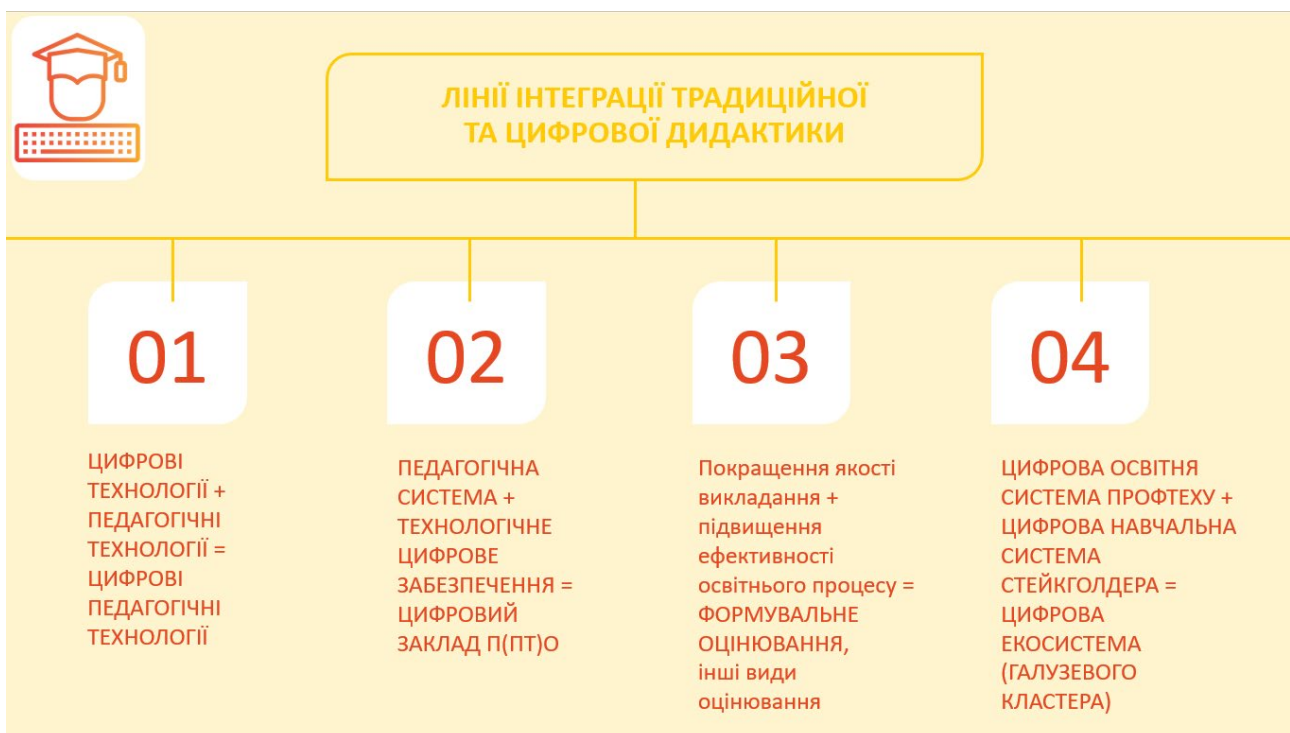 ЛІНІЇ ІНТЕГРАЦІЇ ТРАДИЦІЙНОЇ
ТА ЦИФРОВОЇ ДИДАКТИКИ
01
ЦИФРОВІ
ТЕХНОЛОГІЇ +
ПЕДАГОГІЧНІ
ТЕХНОЛОГІЇ =
ЦИФРОВІ
ПЕДАГОГІЧНІ
ТЕХНОЛОГІЇ
02
ПЕДАГОГІЧНА
СИСТЕМА +
ТЕХНОЛОГІЧНЕ
ЦИФРОВЕ
ЗАБЕЗПЕЧЕННЯ =
ЦИФРОВИЙ
ЗАКЛАД П(ПТ)О
03
Покращення якості
викладання +
підвищення
ефективності
освітнього процесу =
ФОРМУВАЛЬНЕ
ОЦІНЮВАННЯ,
інші види
оцінювання
04
ЦИФРОВА ОСВІТНЯ
СИСТЕМА ПРОФТЕХУ +
ЦИФРОВА НАВЧАЛЬНА
СИСТЕМА
СТЕЙКГОЛДЕРА =
ЦИФРОВА
ЕКОСИСТЕМА
(ГАЛУЗЕВОГО
КЛАСТЕРА)